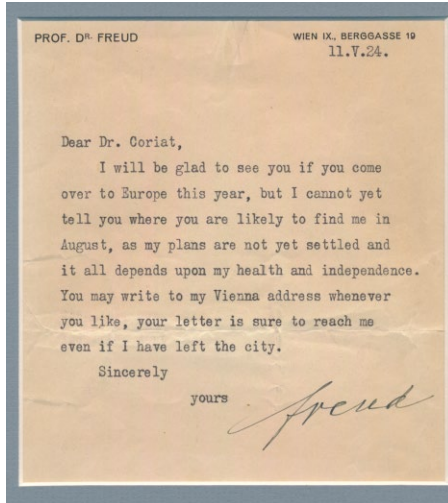 PROF. DR. FREUD
WIEN IX., BERGGASSE 19
11.V.24.
Dear Dr. Coriat,
I will be glad to see you if you come
over to Europe this year, but I cannot yet
tell you where you are likely to find me in
August, as my plans are not yet settled and
it all depends upon my health and independence.
You may write to my Vienna address whenever
you like, your letter is sure to reach me
even if I have left the city.
Sincerely
yours
Freud